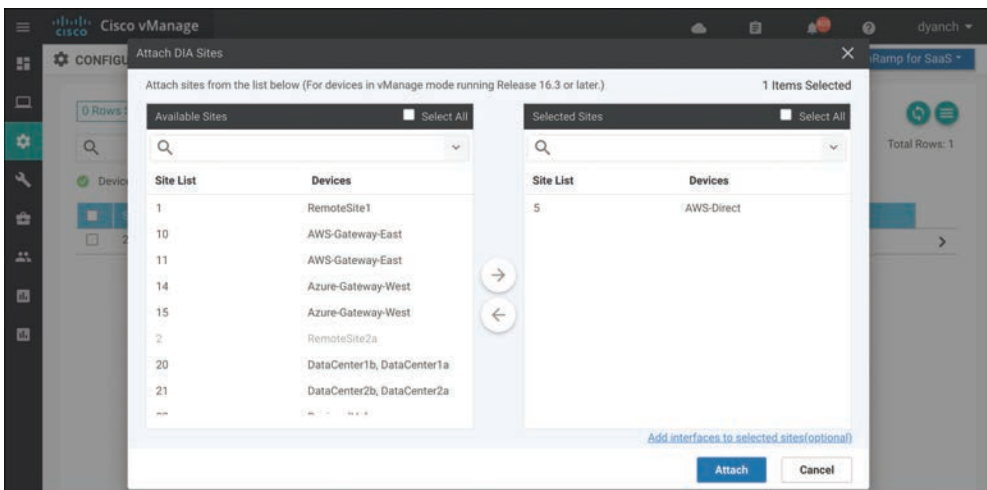 CISCO
Cisco vManage
dyanch
CONFIGU
Attach DIA Sites
Ramp for SaaS
Attach sites from the list below (For devices in vManage mode running Release 16.3 or later.)
1 Items Selected
0 Rows S
Available Sites
Select All
Selected Sites
Select All
Total Rows: 1
Device
Site List Devices
1 RemoteSite1
10 AWS-Gateway-East
11 AWS-Gateway-East
14 Azure-Gateway-West
15 Azure-Gateway-West
2 RemoteSite2a
20 DataCenter1b, DataCenter1a
21 DataCenter2b, DataCenter2a
Site List Devices
5 AWS-Direct
2
Add interfaces to selected sites(optional)
Attach
Cancel